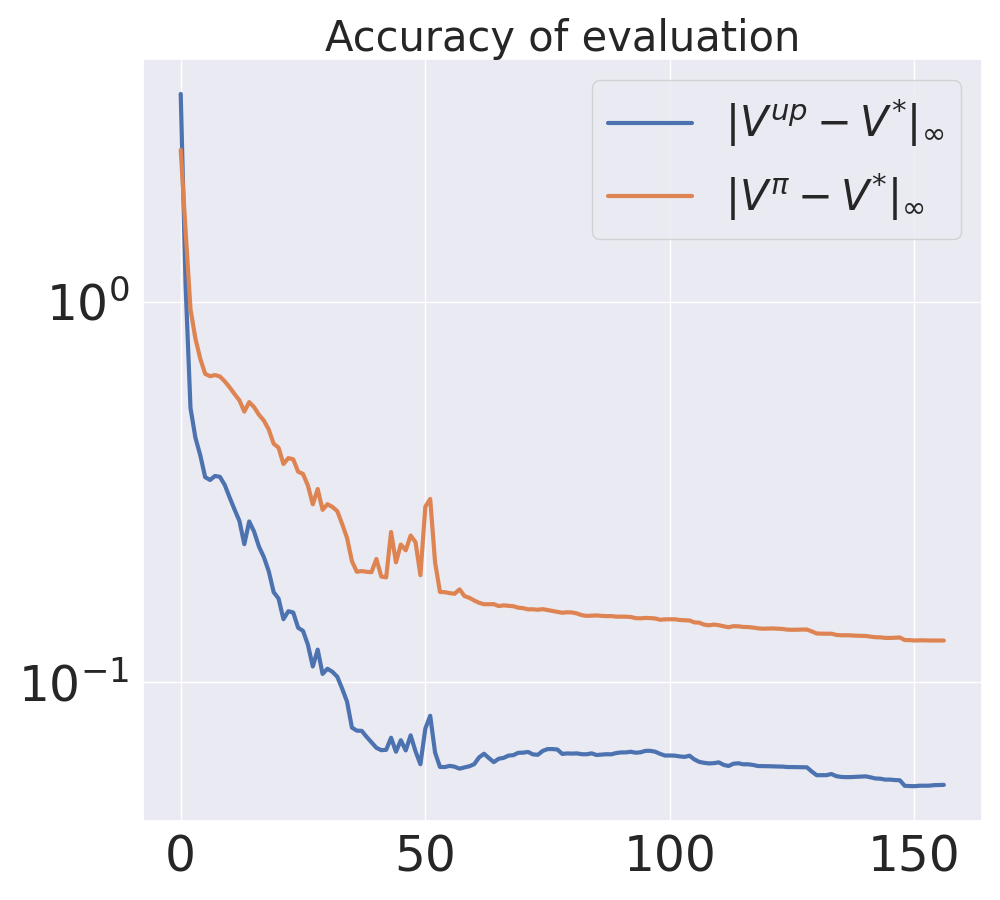 Accuracy of evaluation
|V^{up} − V^*|_∞
|V^π − V^*|_∞
10^0
10^{-1}
0 50 100 150